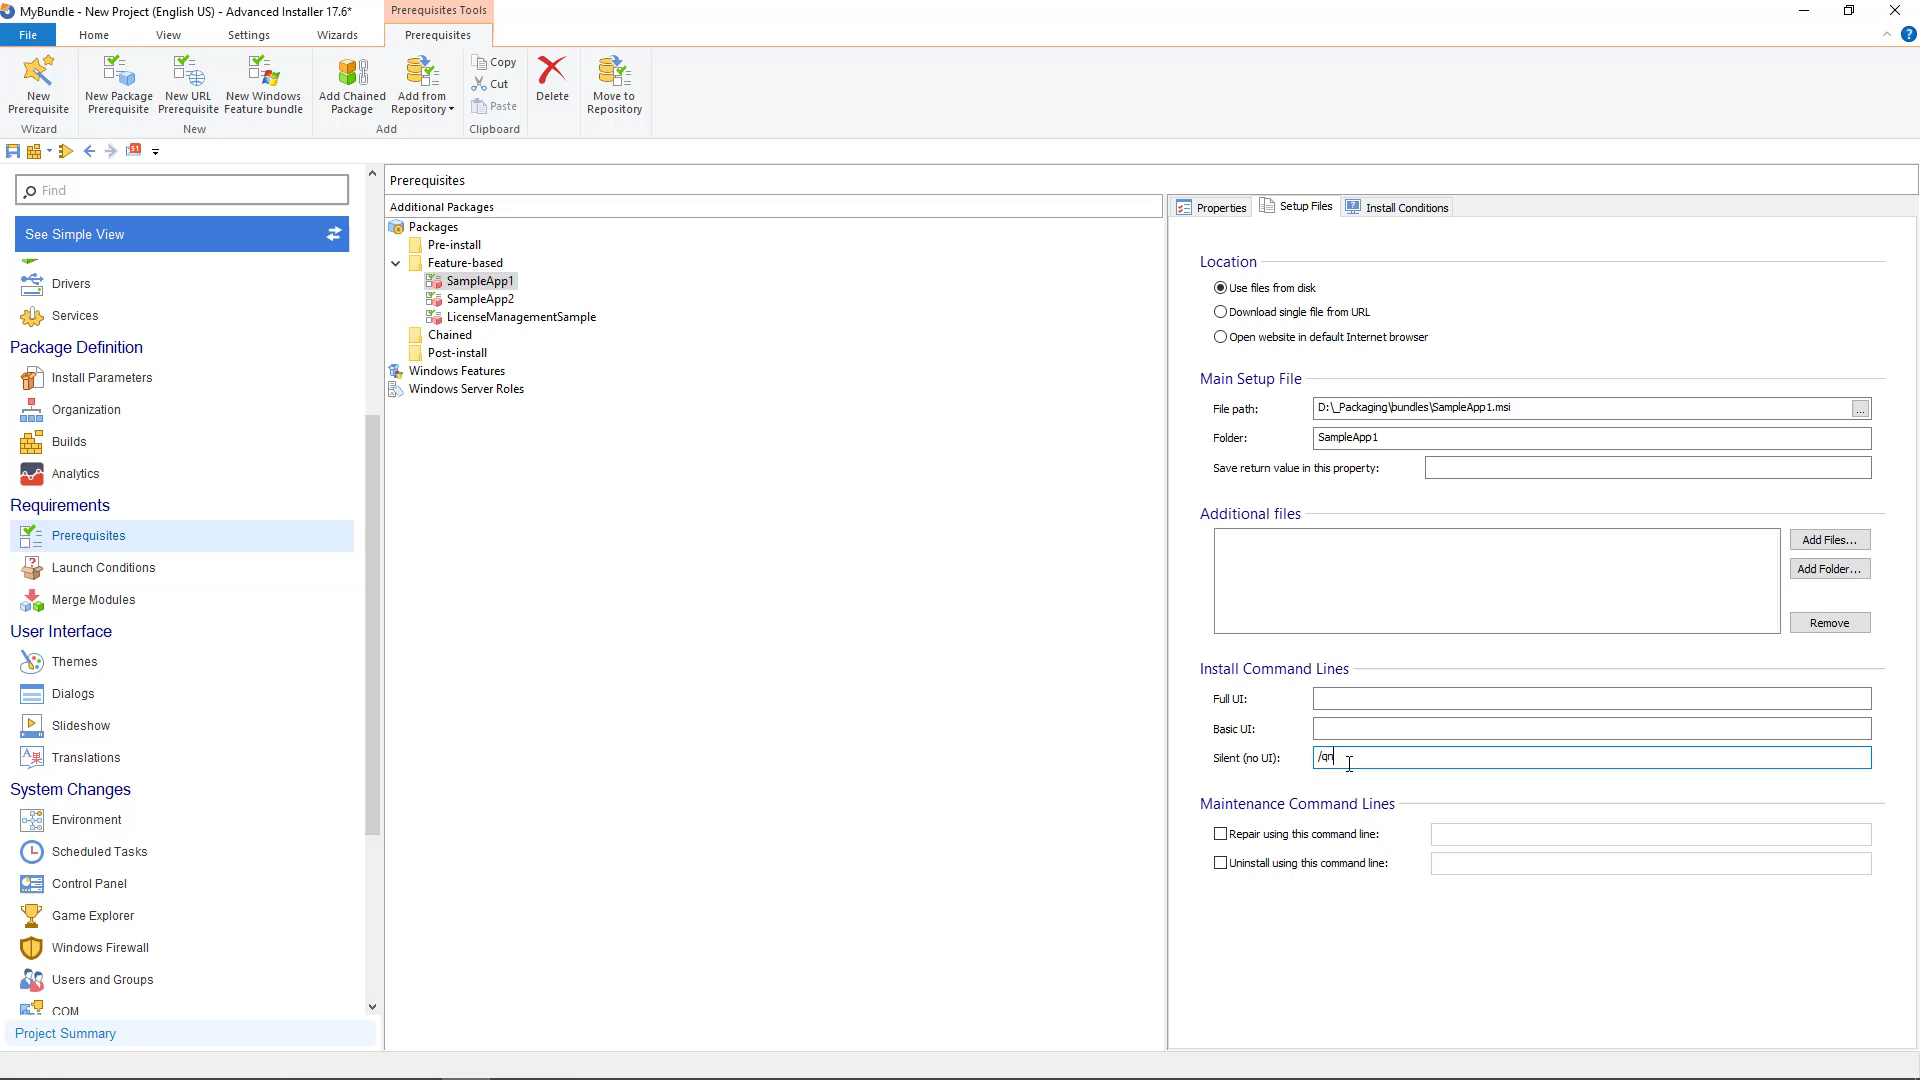 MyBundle - New Project (English US) - Advanced Installer 17.6*
Prerequisites Tools
File
Home
View
Settings
Wizards
Prerequisites
New Prerequisite
New Package Prerequisite
New URL Prerequisite
New Windows Feature bundle
Add Chained Package
Add from Repository
Copy
Cut
Paste
Delete
Move to Repository
Wizard
New
Add
Clipboard
Find
See Simple View
Drivers
Services
Package Definition
Install Parameters
Organization
Builds
Analytics
Requirements
Prerequisites
Launch Conditions
Merge Modules
User Interface
Themes
Dialogs
Slideshow
Translations
System Changes
Environment
Scheduled Tasks
Control Panel
Game Explorer
Windows Firewall
Users and Groups
COM
Project Summary
Prerequisites
Additional Packages
Packages
Pre-install
Feature-based
SampleApp1
SampleApp2
LicenseManagementSample
Chained
Post-install
Windows Features
Windows Server Roles
Properties
Setup Files
Install Conditions
Location
Use files from disk
Download single file from URL
Open website in default Internet browser
Main Setup File
File path: D:\_Packaging\bundles\SampleApp1.msi ...
Folder: SampleApp1
Save return value in this property:
Additional files
Add Files...
Add Folder...
Remove
Install Command Lines
Full UI:
Basic UI:
Silent (no UI): /qn
Maintenance Command Lines
Repair using this command line:
Uninstall using this command line: